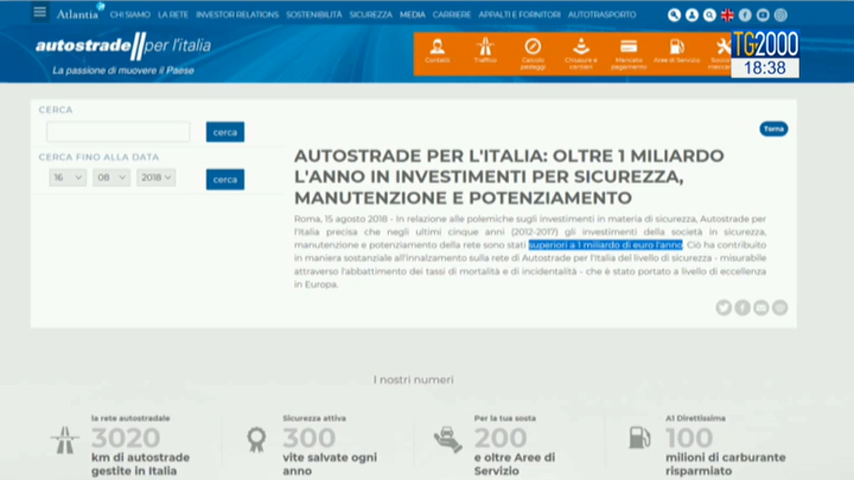 Atlantia CHI SIAMO LA RETE INVESTOR RELATIONS SOSTENIBILITÀ SICUREZZA MEDIA CARRIERE APPALTI E FORNITORI AUTOTRASPORTO
autostrade per l'italia
La passione di muovere il Paese
Contatti
Traffico
Calcolo
pedaggi
Chiusure e
cantieri
Mancato
pagamento
Aree di Servizio
TG2000
18:38
CERCA
cerca
CERCA FINO ALLA DATA
16 08 2018 cerca
Torna
AUTOSTRADE PER L'ITALIA: OLTRE 1 MILIARDO
L'ANNO IN INVESTIMENTI PER SICUREZZA,
MANUTENZIONE E POTENZIAMENTO
Roma, 15 agosto 2018 - In relazione alle polemiche sugli investimenti in materia di sicurezza, Autostrade per
l'Italia precisa che negli ultimi cinque anni (2012-2017) gli investimenti della società in sicurezza,
manutenzione e potenziamento della rete sono stati superiori a 1 miliardo di euro l'anno. Ciò ha contribuito
in maniera sostanziale all'innalzamento sulla rete di Autostrade per l'Italia del livello di sicurezza - misurabile
attraverso l'abbattimento dei tassi di mortalità e di incidentalità - che è stato portato a livello di eccellenza
in Europa.
I nostri numeri
la rete autostradale
3020
km di autostrade
gestite in Italia
Sicurezza attiva
300
vite salvate ogni
anno
Per la tua sosta
200
e oltre Aree di
Servizio
A1 Direttissima
100
milioni di carburante
risparmiato